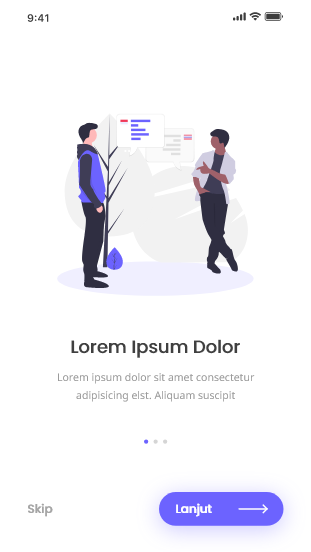 9:41
Lorem Ipsum Dolor
Lorem ipsum dolor sit amet consectetur
adipisicing elst. Aliquam suscipit
Skip
Lanjut